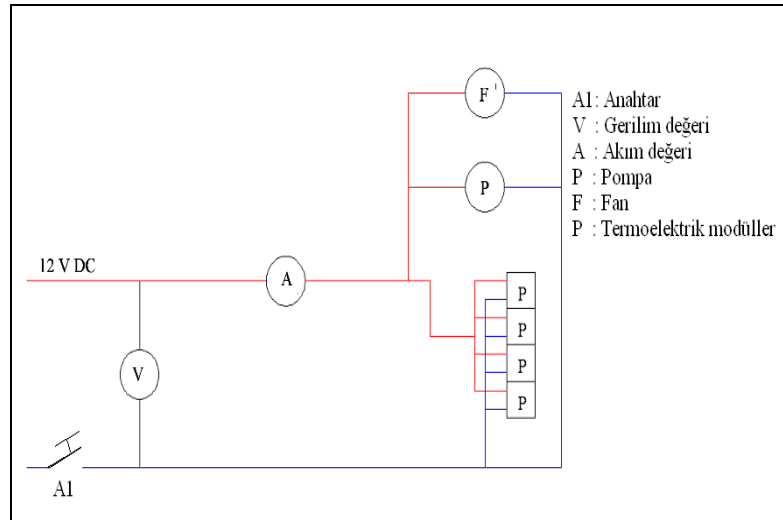 F
A1 : Anahtar
V : Gerilim değeri
A : Akım değeri
P : Pompa
F : Fan
P : Termoelektrik modüller
P
12 V DC
A
P
P
P
P
V
A1